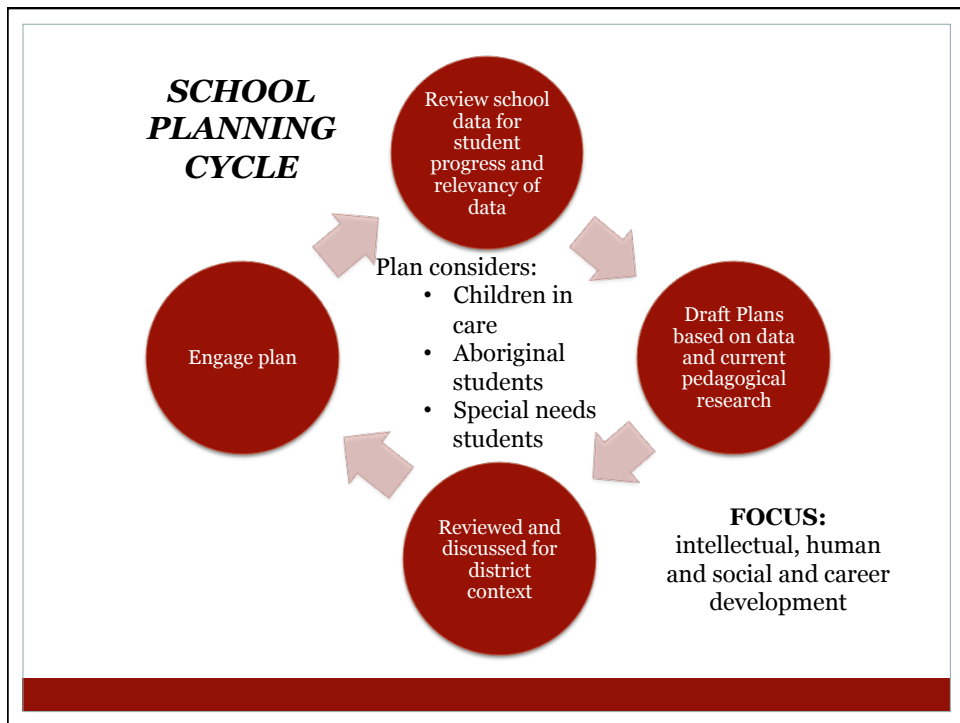 SCHOOL
PLANNING
CYCLE
Review school
data for
student
progress and
relevancy of
data
Plan considers:
• Children in
care
• Aboriginal
students
• Special needs
students
Draft Plans
based on data
and current
pedagogical
research
Engage plan
Reviewed and
discussed for
district
context
FOCUS:
intellectual, human
and social and career
development